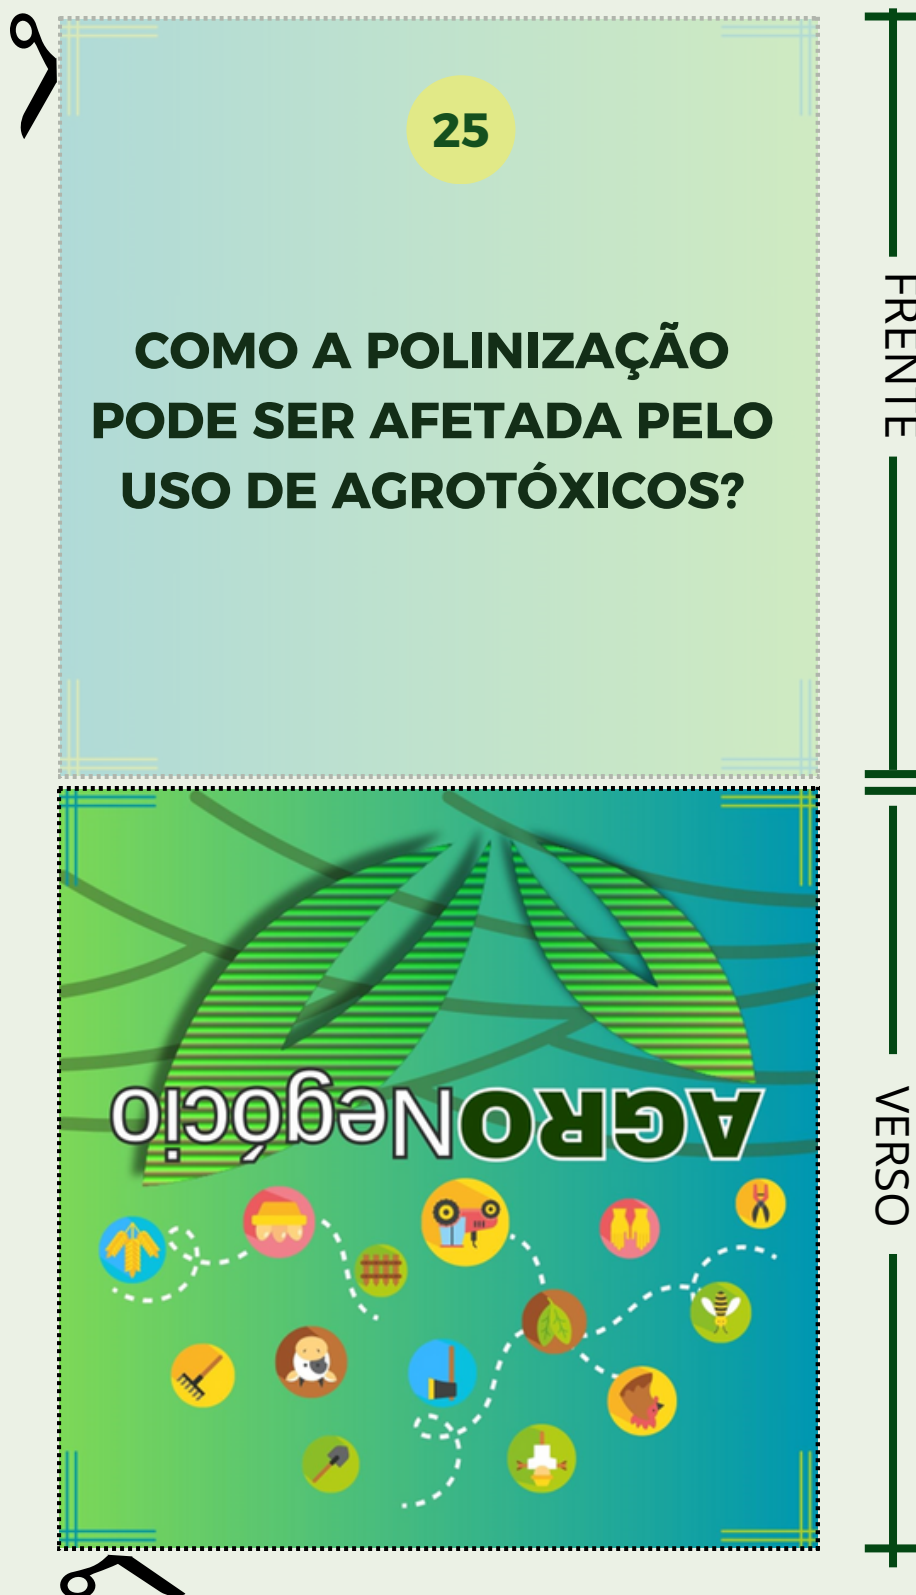 25
COMO A POLINIZAÇÃO
PODE SER AFETADA PELO
USO DE AGROTÓXICOS?
FRENTE
AGRONegócio
VERSO